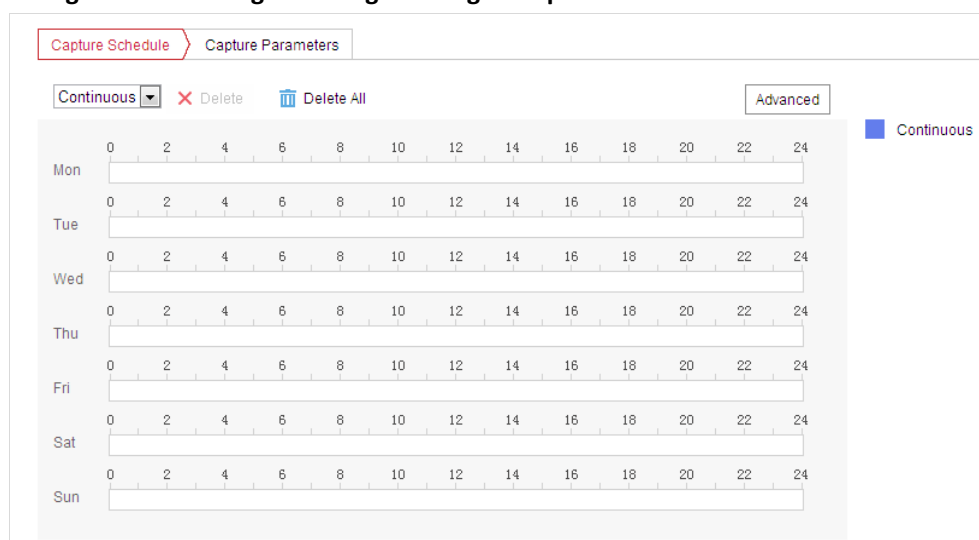 Capture Schedule Capture Parameters
Continuous Delete Delete All Advanced
Continuous
0 2 4 6 8 10 12 14 16 18 20 22 24
Mon
0 2 4 6 8 10 12 14 16 18 20 22 24
Tue
0 2 4 6 8 10 12 14 16 18 20 22 24
Wed
0 2 4 6 8 10 12 14 16 18 20 22 24
Thu
0 2 4 6 8 10 12 14 16 18 20 22 24
Fri
0 2 4 6 8 10 12 14 16 18 20 22 24
Sat
0 2 4 6 8 10 12 14 16 18 20 22 24
Sun